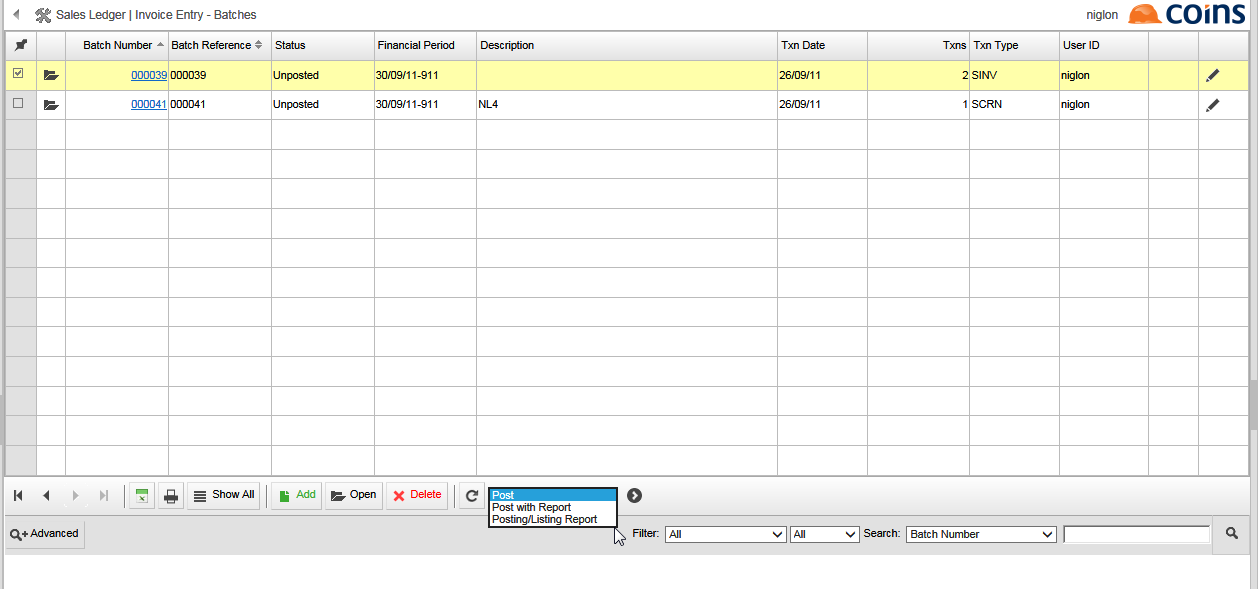 Sales Ledger | Invoice Entry - Batches
niglon
COINS
Batch Number Batch Reference Status Financial Period Description Txn Date Txns Txn Type User ID
000039 000039 Unposted 30/09/11-911 26/09/11 2 SINV niglon
000041 000041 Unposted 30/09/11-911 NL4 26/09/11 1 SCRN niglon
Show All Add Open Delete
Post
Post with Report
Posting/Listing Report
Advanced Filter: All All Search: Batch Number